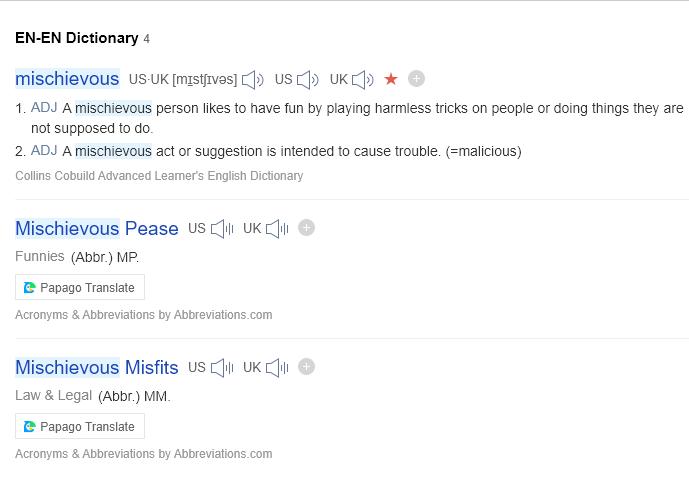 EN-EN Dictionary 4
mischievous US·UK [mɪstʃɪvəs] US UK
1. ADJ A mischievous person likes to have fun by playing harmless tricks on people or doing things they are
not supposed to do.
2. ADJ A mischievous act or suggestion is intended to cause trouble. (=malicious)
Collins Cobuild Advanced Learner's English Dictionary
Mischievous Pease US UK
Funnies (Abbr.) MP.
Papago Translate
Acronyms & Abbreviations by Abbreviations.com
Mischievous Misfits US UK
Law & Legal (Abbr.) MM.
Papago Translate
Acronyms & Abbreviations by Abbreviations.com